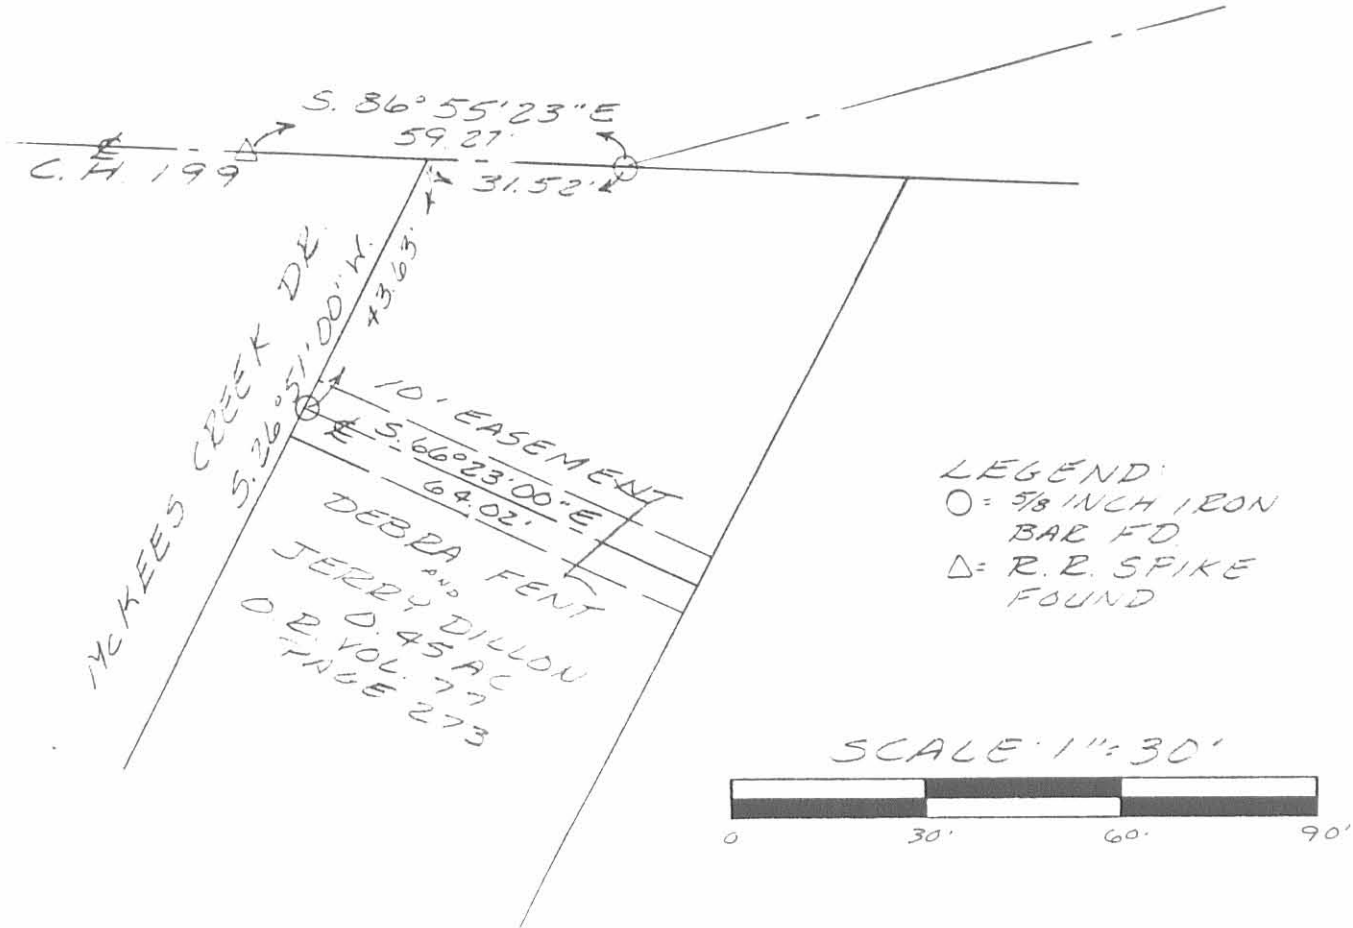 S. 86° 55' 23" E
59.27'
℄
C. H. 199
31.52'
43.63'
McKEES CREEK DR.
S. 26° 51' 00" W.
10' EASEMENT
℄ S. 66° 23' 00" E
64.02'
DEBRA FENT
AND
JERRY DILLON
0.45 AC
O.R. VOL. 77
PAGE 273
LEGEND:
○ = 5/8 INCH IRON
BAR FD.
△ = R.R. SPIKE
FOUND
SCALE 1" = 30'
0 30' 60' 90'